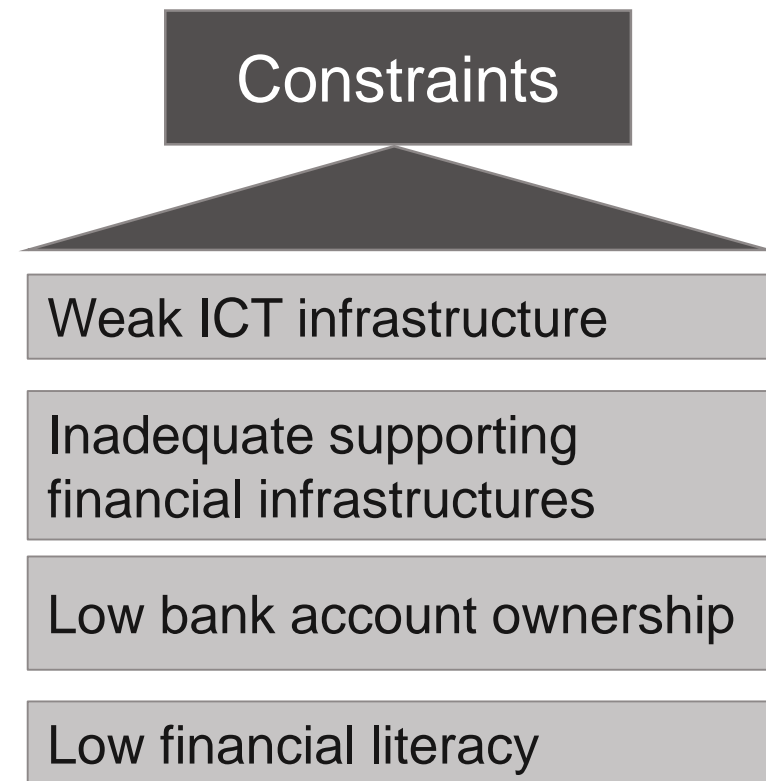 Constraints
Weak ICT infrastructure
Inadequate supporting
financial infrastructures
Low bank account ownership
Low financial literacy